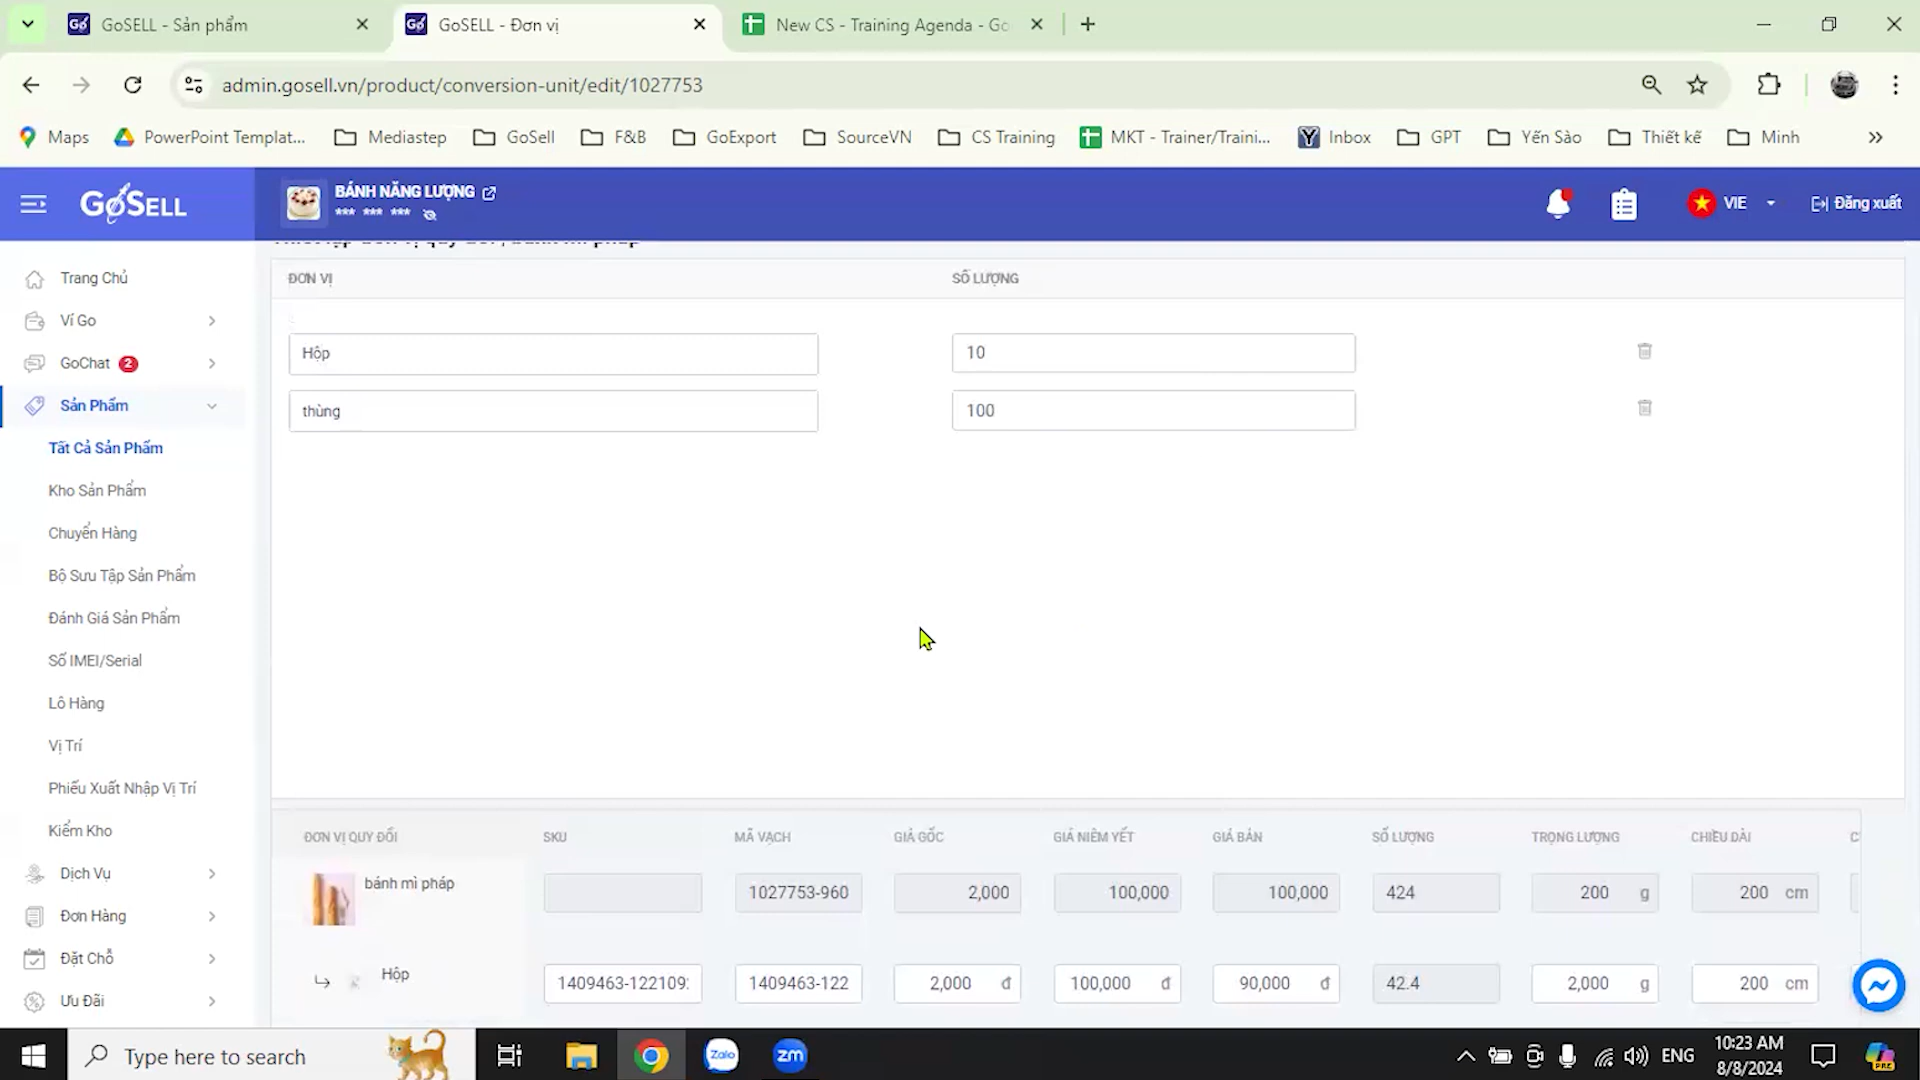 GoSELL - Sản phẩm
GoSELL - Đơn vị
New CS - Training Agenda - Go
admin.gosell.vn/product/conversion-unit/edit/1027753
Maps
PowerPoint Templat...
Mediastep
GoSell
F&B
GoExport
SourceVN
CS Training
MKT - Trainer/Traini...
Inbox
GPT
Yến Sào
Thiết kế
Minh
GoSELL
BÁNH NĂNG LƯỢNG
*** *** ***
VIE
Đăng xuất
Trang Chủ
Ví Go
GoChat 2
Sản Phẩm
Tất Cả Sản Phẩm
Kho Sản Phẩm
Chuyển Hàng
Bộ Sưu Tập Sản Phẩm
Đánh Giá Sản Phẩm
Số IMEI/Serial
Lô Hàng
Vị Trí
Phiếu Xuất Nhập Vị Trí
Kiểm Kho
Dịch Vụ
Đơn Hàng
Đặt Chỗ
Ưu Đãi
ĐƠN VỊ SỐ LƯỢNG
Hộp 10
thùng 100
ĐƠN VỊ QUY ĐỔI SKU MÃ VẠCH GIÁ GỐC GIÁ NIÊM YẾT GIÁ BÁN SỐ LƯỢNG TRỌNG LƯỢNG CHIỀU DÀI
bánh mì pháp 1027753-960 2,000 100,000 100,000 424 200 g 200 cm
Hộp 1409463-122109: 1409463-122 2,000 đ 100,000 đ 90,000 đ 42.4 2,000 g 200 cm
Type here to search
Zalo
zm
ENG
10:23 AM
8/8/2024
PRE